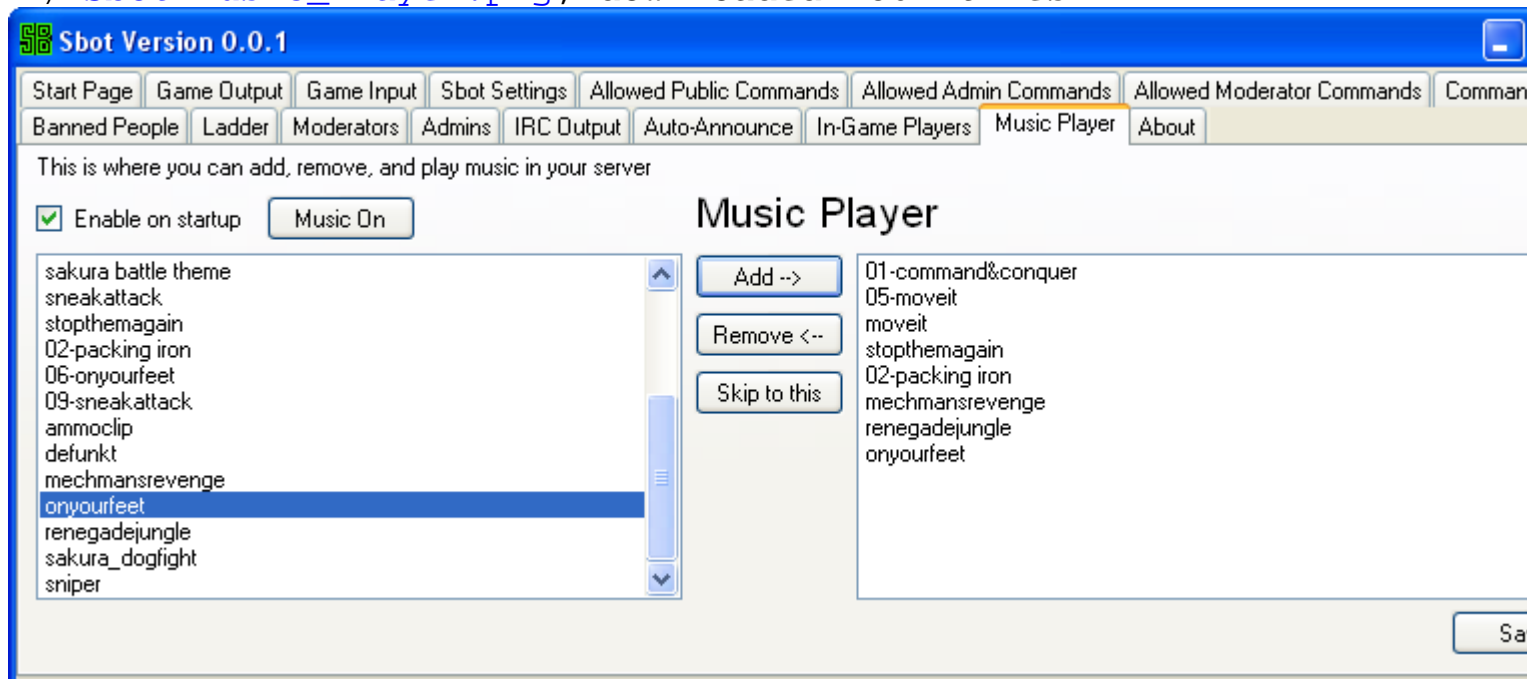 Sbot Version 0.0.1
Start Page Game Output Game Input Sbot Settings Allowed Public Commands Allowed Admin Commands Allowed Moderator Commands Comman
Banned People Ladder Moderators Admins IRC Output Auto-Announce In-Game Players Music Player About
This is where you can add, remove, and play music in your server
Enable on startup Music On Music Player
sakura battle theme
sneakattack
stopthemagain
02-packing iron
06-onyourfeet
09-sneakattack
ammoclip
defunkt
mechmansrevenge
onyourfeet
renegadejungle
sakura_dogfight
sniper
Add -->
Remove <--
Skip to this
01-command&conquer
05-moveit
moveit
stopthemagain
02-packing iron
mechmansrevenge
renegadejungle
onyourfeet
Sa